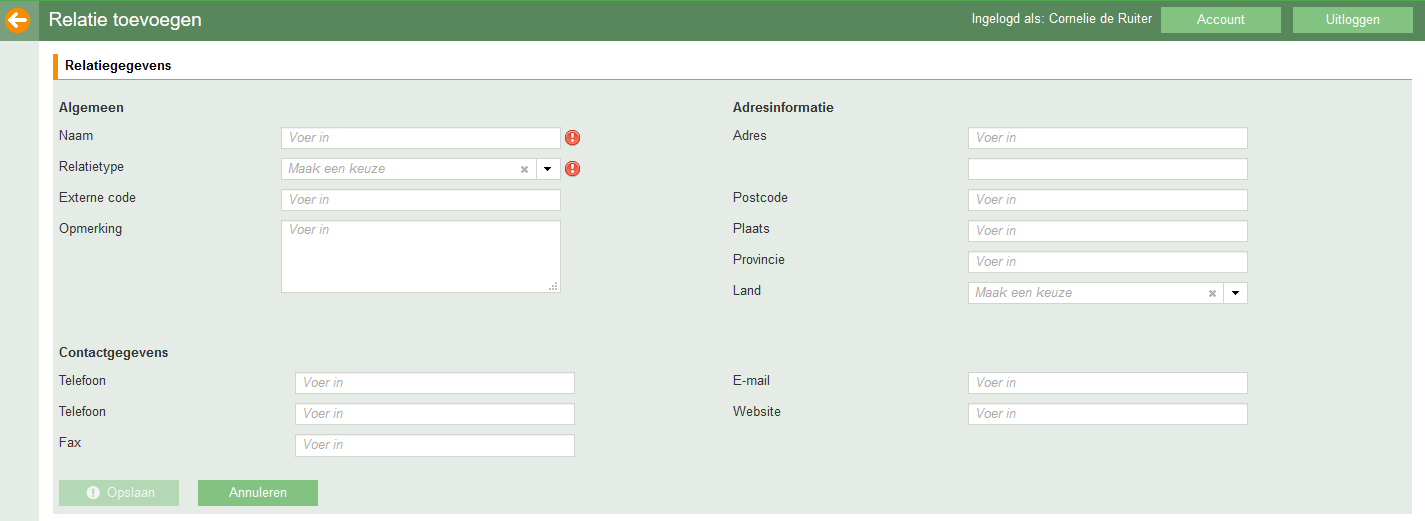 Relatie toevoegen
Ingelogd als: Cornelie de Ruiter
Account
Uitloggen
Relatiegegevens
Algemeen
Naam
Voer in
Relatietype
Maak een keuze
Externe code
Voer in
Opmerking
Voer in
Adresinformatie
Adres
Voer in
Postcode
Voer in
Plaats
Voer in
Provincie
Voer in
Land
Maak een keuze
Contactgegevens
Telefoon
Voer in
Telefoon
Voer in
Fax
Voer in
E-mail
Voer in
Website
Voer in
Opslaan
Annuleren